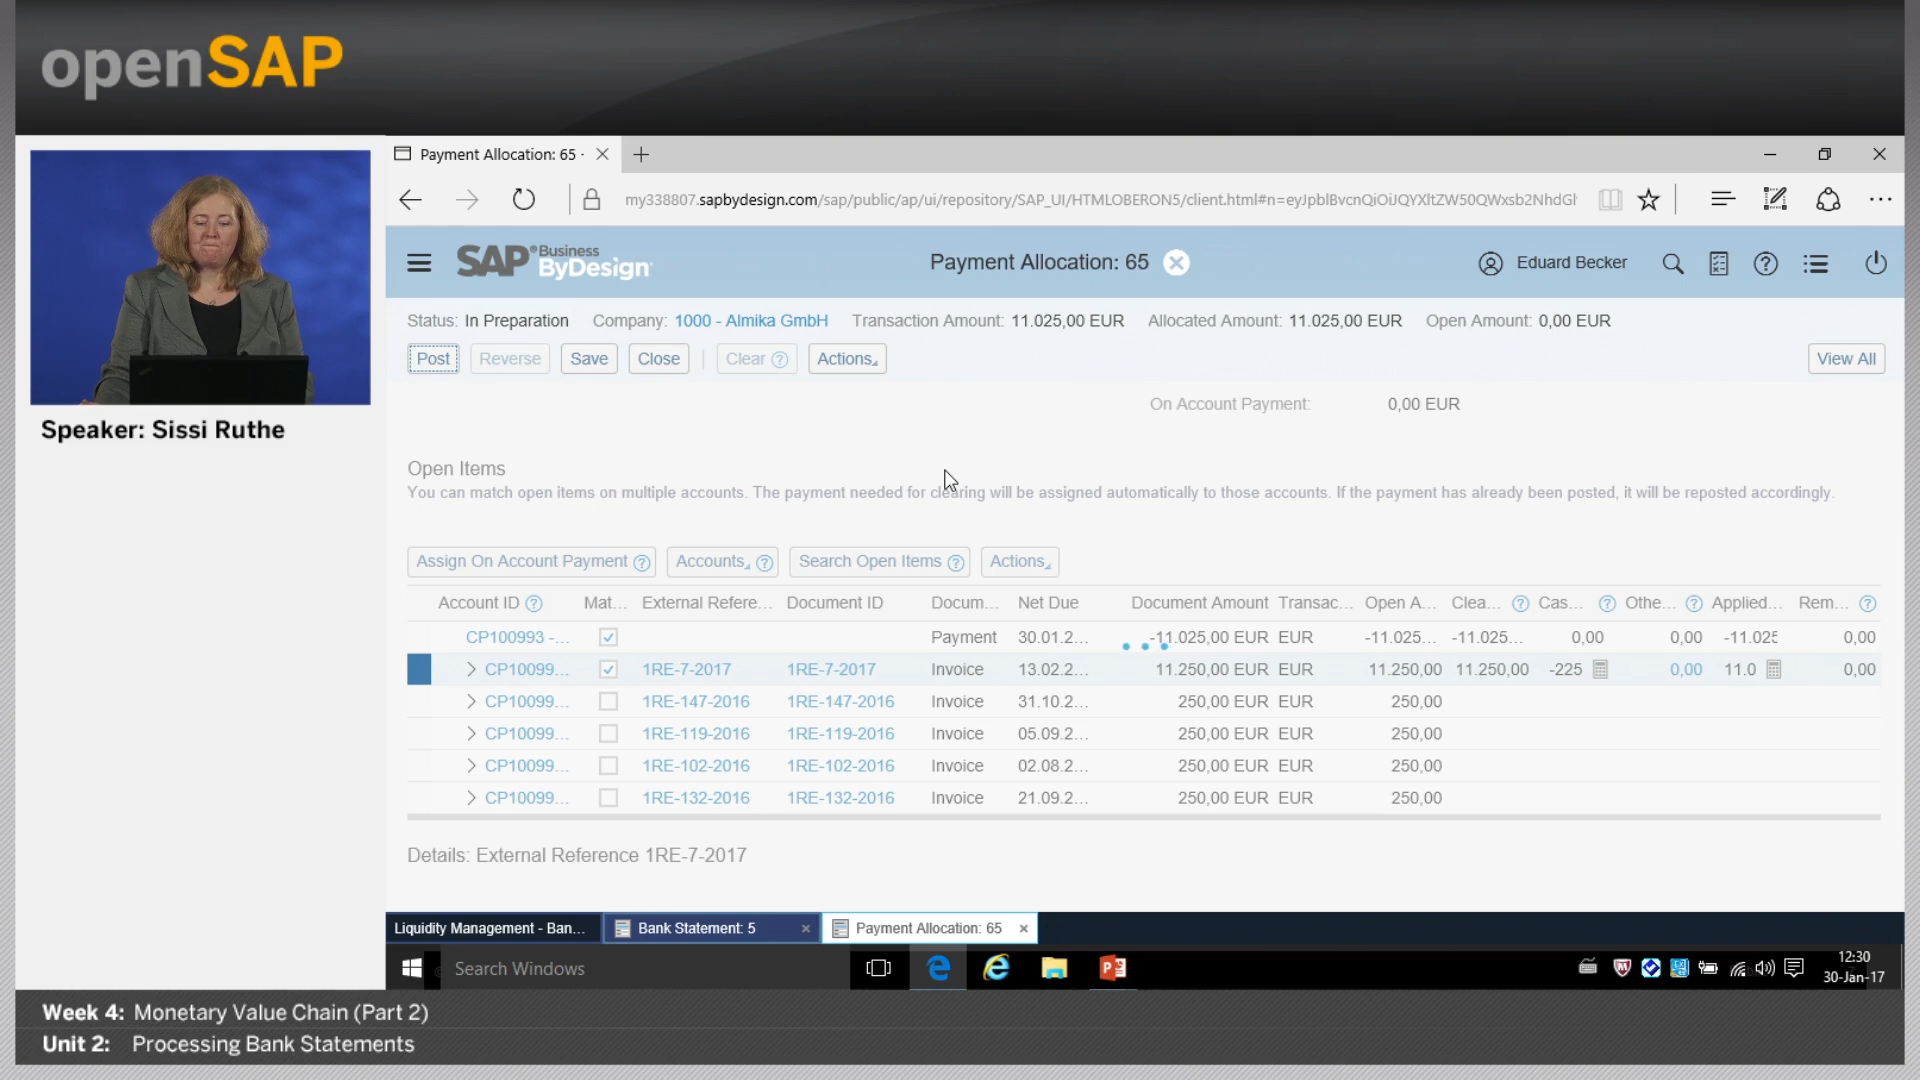 openSAP
Speaker: Sissi Ruthe
Payment Allocation: 65 ·
my338807.sapbydesign.com/sap/public/ap/ui/repository/SAP_UI/HTMLOBERON5/client.html#n=
SAP® Business ByDesign
Payment Allocation: 65
Eduard Becker
Status: In Preparation Company: 1000 - Almika GmbH Transaction Amount: 11.025,00 EUR Allocated Amount: 11.025,00 EUR Open Amount: 0,00 EUR
Post Reverse Save Close Clear Actions View All
On Account Payment: 0,00 EUR
Open Items
You can match open items on multiple accounts. The payment needed for clearing will be assigned automatically to those accounts. If the payment has already been posted, it will be reposted accordingly.
Assign On Account Payment Accounts Search Open Items Actions
Account ID Mat... External Refere... Document ID Docum... Net Due Document Amount Transac... Open A... Clea... Cas... Othe... Applied... Rem...
CP100993 -... Payment 30.01.2... -11.025,00 EUR EUR -11.025... -11.025... 0,00 0,00 -11.025 0,00
CP10099... 1RE-7-2017 1RE-7-2017 Invoice 13.02.2... 11.250,00 EUR EUR 11.250,00 11.250,00 -225 0,00 11.0 0,00
CP10099... 1RE-147-2016 1RE-147-2016 Invoice 31.10.2... 250,00 EUR EUR 250,00
CP10099... 1RE-119-2016 1RE-119-2016 Invoice 05.09.2... 250,00 EUR EUR 250,00
CP10099... 1RE-102-2016 1RE-102-2016 Invoice 02.08.2... 250,00 EUR EUR 250,00
CP10099... 1RE-132-2016 1RE-132-2016 Invoice 21.09.2... 250,00 EUR EUR 250,00
Details: External Reference 1RE-7-2017
Liquidity Management - Ban... Bank Statement: 5 Payment Allocation: 65
Search Windows
12:30
30-Jan-17
Week 4: Monetary Value Chain (Part 2)
Unit 2: Processing Bank Statements